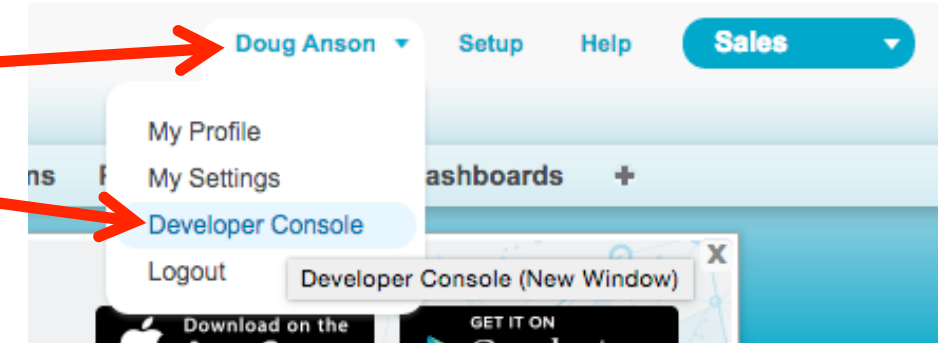 Doug Anson Setup Help Sales
My Profile
ns My Settings ashboards +
Developer Console
Logout
Developer Console (New Window)
X
Download on the GET IT ON